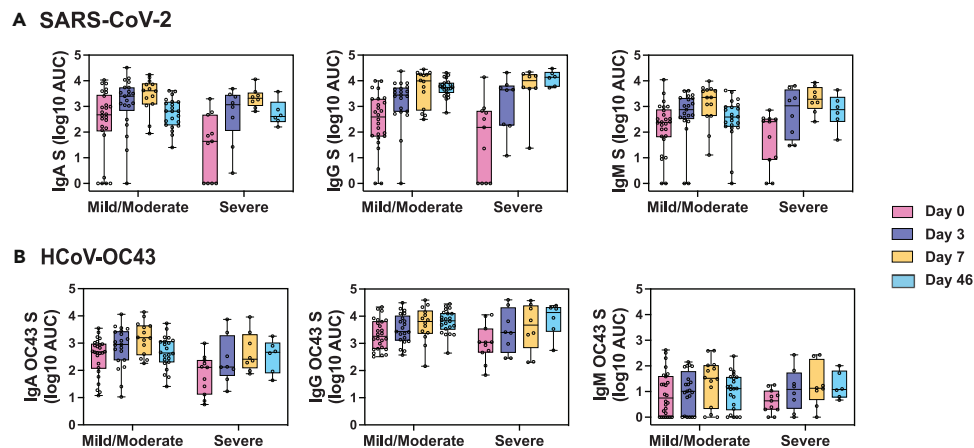 A SARS-CoV-2
IgA S (log10 AUC)
5
4
3
2
1
0
Mild/Moderate Severe
IgG S (log10 AUC)
5
4
3
2
1
0
Mild/Moderate Severe
IgM S (log10 AUC)
5
4
3
2
1
0
Mild/Moderate Severe
Day 0
Day 3
Day 7
Day 46
B HCoV-OC43
IgA OC43 S
(log10 AUC)
5
4
3
2
1
0
Mild/Moderate Severe
IgG OC43 S
(log10 AUC)
5
4
3
2
1
0
Mild/Moderate Severe
IgM OC43 S
(log10 AUC)
5
4
3
2
1
0
Mild/Moderate Severe